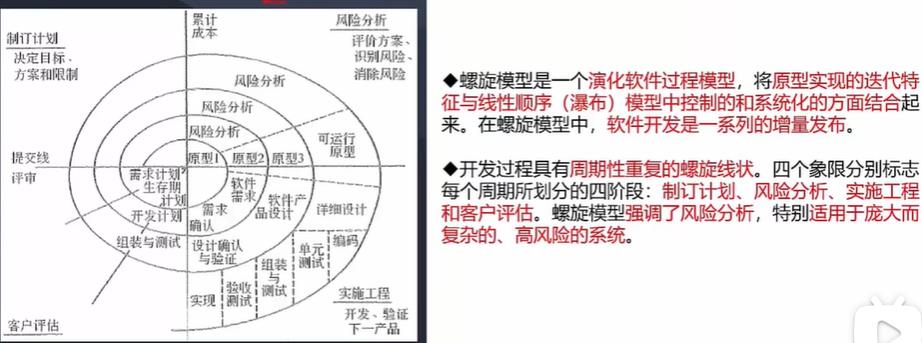 累计
成本
制订计划
决定目标、
方案和限制
风险分析
评价方案、
识别风险、
消除风险
风险分析
风险分析
风险分析
可运行
原型
提交线
原型1
原型2
原型3
评审
需求计划
生存期
计划
软件
需求
开发计划
需求
确认
软件产
品设计
详细设计
组装与测试
设计确认
与验证
组装
与
测试
单元
测试
编码
实现
验收
测试
实施工程
开发、验证
下一产品
客户评估
◆螺旋模型是一个演化软件过程模型，将原型实现的迭代特
征与线性顺序（瀑布）模型中控制的和系统化的方面结合起
来。在螺旋模型中，软件开发是一系列的增量发布。
◆开发过程具有周期性重复的螺旋线状。四个象限分别标志
每个周期所划分的四阶段：制订计划、风险分析、实施工程
和客户评估。螺旋模型强调了风险分析，特别适用于庞大而
复杂的、高风险的系统。